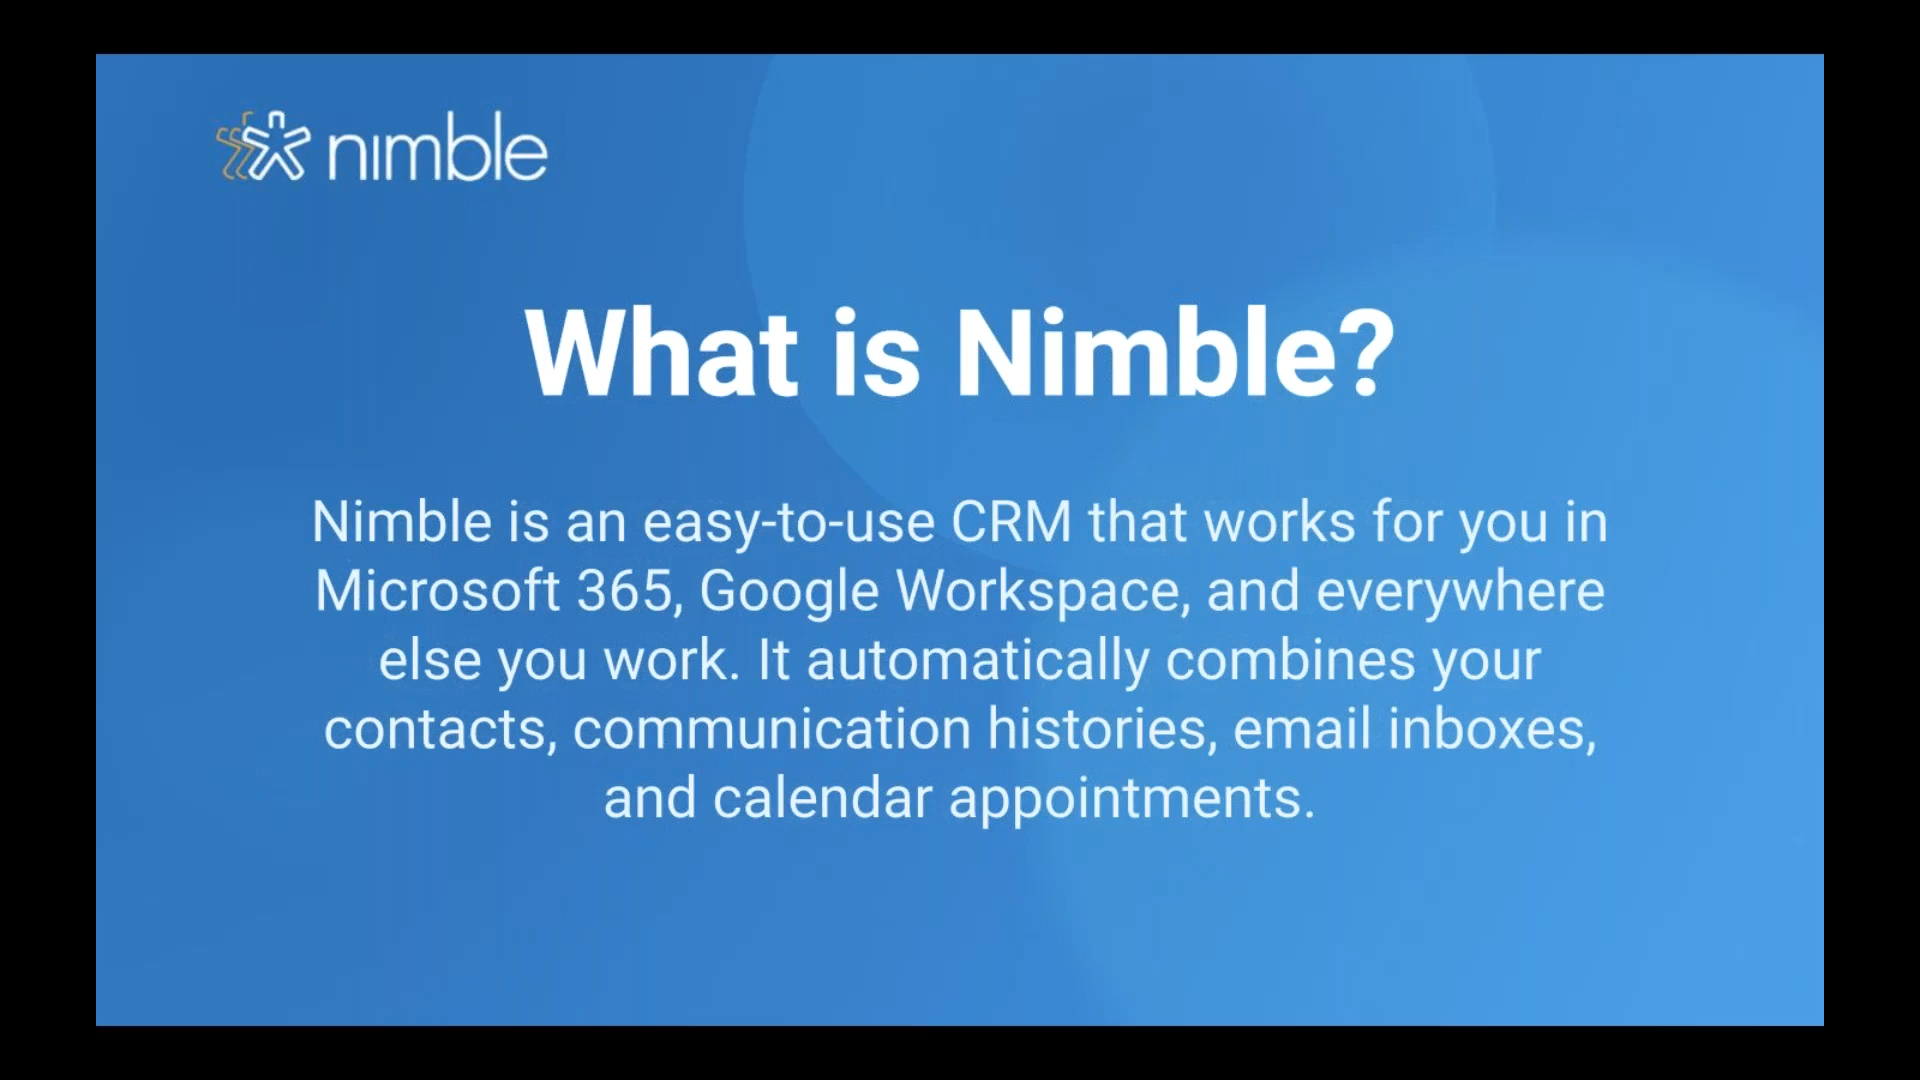 nimble
What is Nimble?
Nimble is an easy-to-use CRM that works for you in
Microsoft 365, Google Workspace, and everywhere
else you work. It automatically combines your
contacts, communication histories, email inboxes,
and calendar appointments.